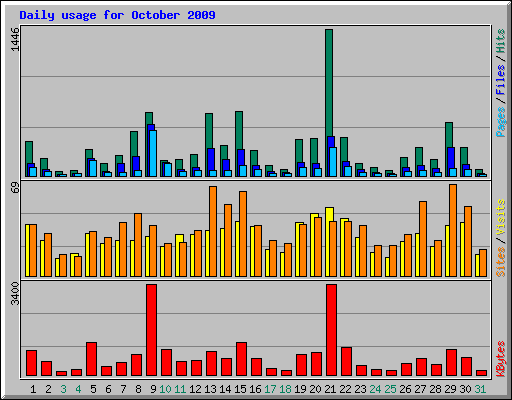 Daily usage for October 2009
1446
Pages / Files / Hits
69
Sites / Visits
3400
KBytes
1 2 3 4 5 6 7 8 9 10 11 12 13 14 15 16 17 18 19 20 21 22 23 24 25 26 27 28 29 30 31